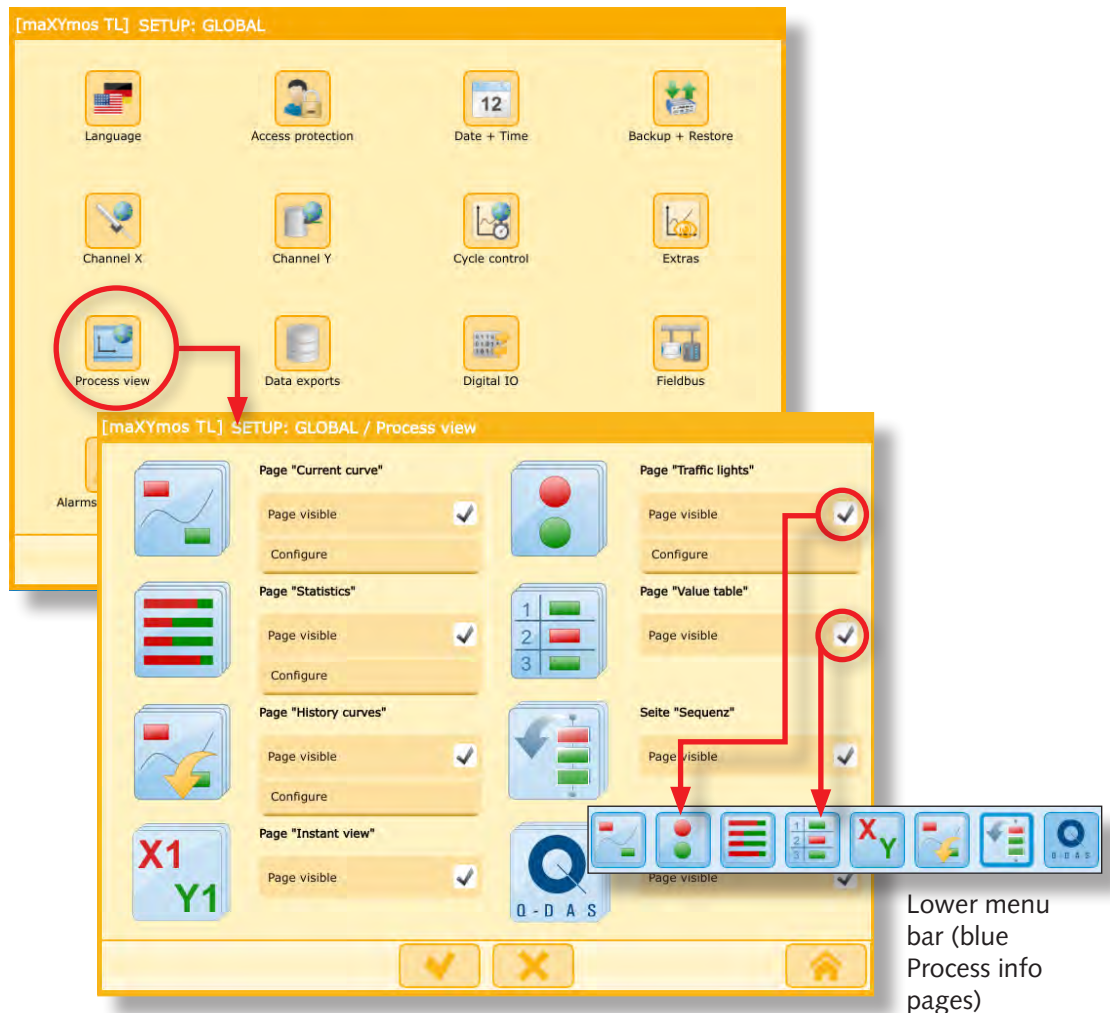 [maXYmos TL] SETUP: GLOBAL
12
Language
Access protection
Date + Time
Backup + Restore
Channel X
Channel Y
Cycle control
Extras
Process view
Data exports
Digital IO
Fieldbus
Alarms
[maXYmos TL] SETUP: GLOBAL / Process view
Page "Current curve"
Page visible
Configure
Page "Traffic lights"
Page visible
Configure
Page "Statistics"
Page visible
Configure
1
2
3
Page "Value table"
Page visible
Page "History curves"
Page visible
Configure
Seite "Sequenz"
Page visible
X1
Y1
Page "Instant view"
Page visible
Q-DAS
Page visible
1
2
3
X
Y
Q-DAS
Lower menu
bar (blue
Process info
pages)